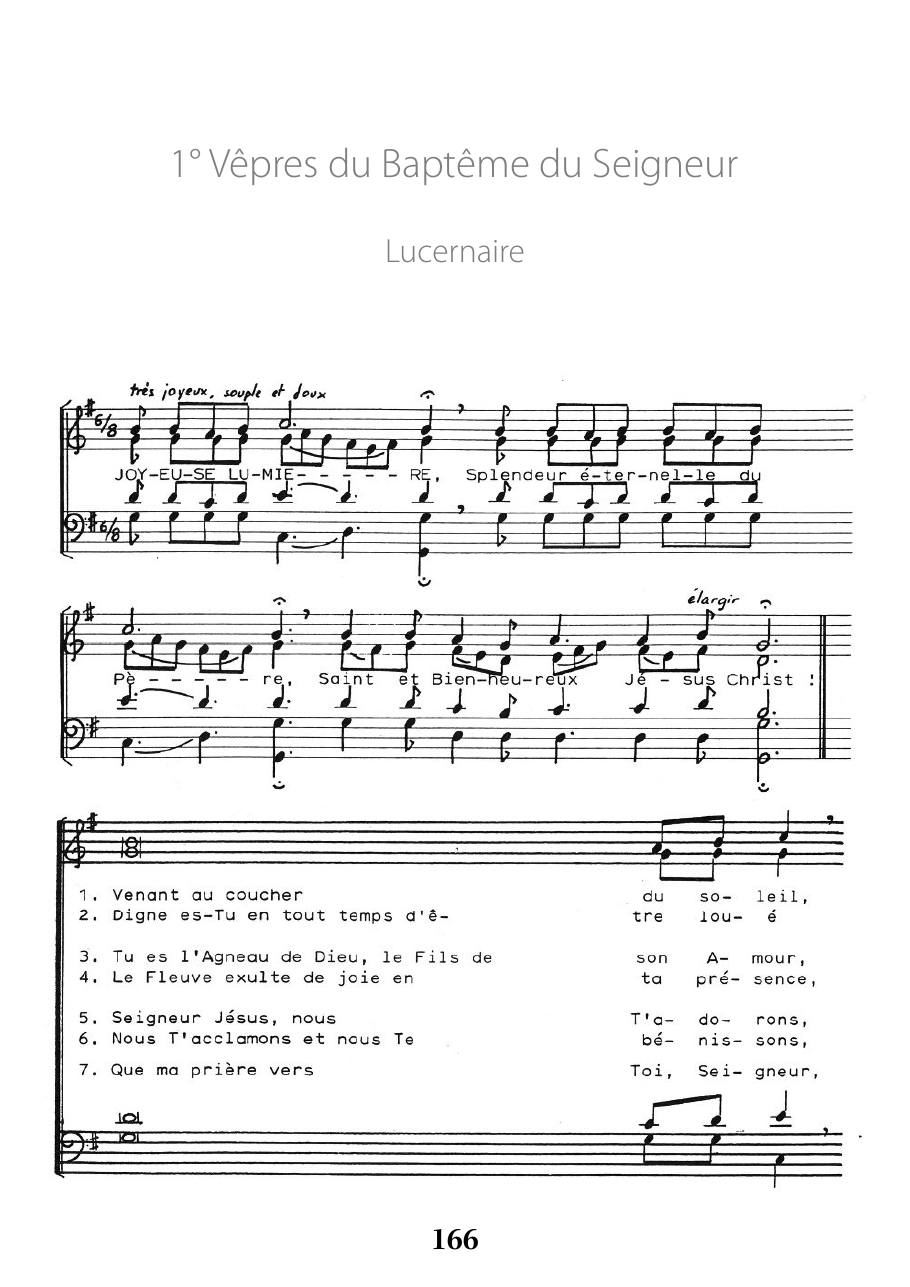 1° Vêpres du Baptême du Seigneur
Lucernaire
très joyeux, souple et doux
6/8
JOY-EU-SE LU-MIE- - - - - -RE, Splendeur é-ter-nel-le du
6/8
élargir
Pè - - - - - - re, Saint et Bien-heu-reux Jé - sus Christ !
1. Venant au coucher du so- leil,
2. Digne es-Tu en tout temps d'ê- tre lou- é
3. Tu es l'Agneau de Dieu, le Fils de son A- mour,
4. Le Fleuve exulte de joie en ta pré- sence,
5. Seigneur Jésus, nous T'a- do- rons,
6. Nous T'acclamons et nous Te bé- nis- sons,
7. Que ma prière vers Toi, Sei- gneur,
166